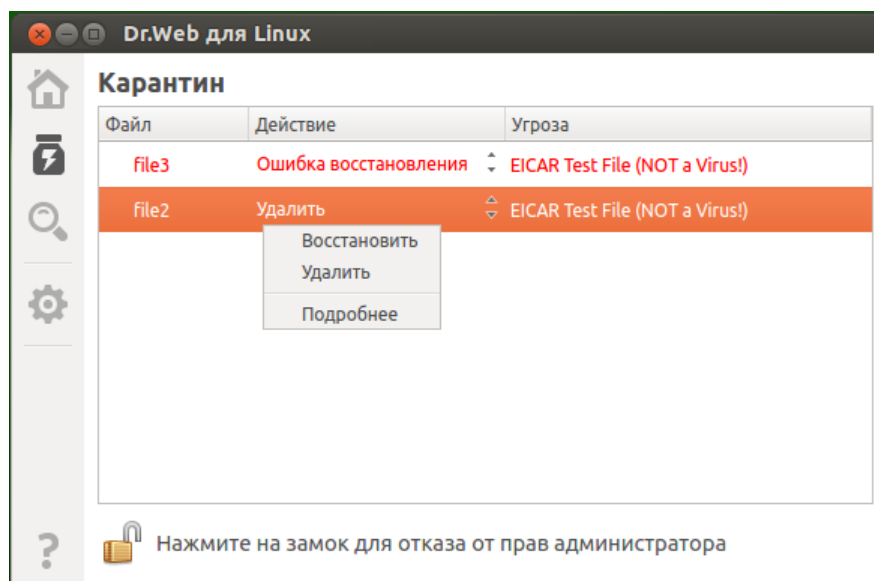 Dr.Web для Linux
Карантин
Файл Действие Угроза
file3 Ошибка восстановления EICAR Test File (NOT a Virus!)
file2 Удалить EICAR Test File (NOT a Virus!)
Восстановить
Удалить
Подробнее
? Нажмите на замок для отказа от прав администратора